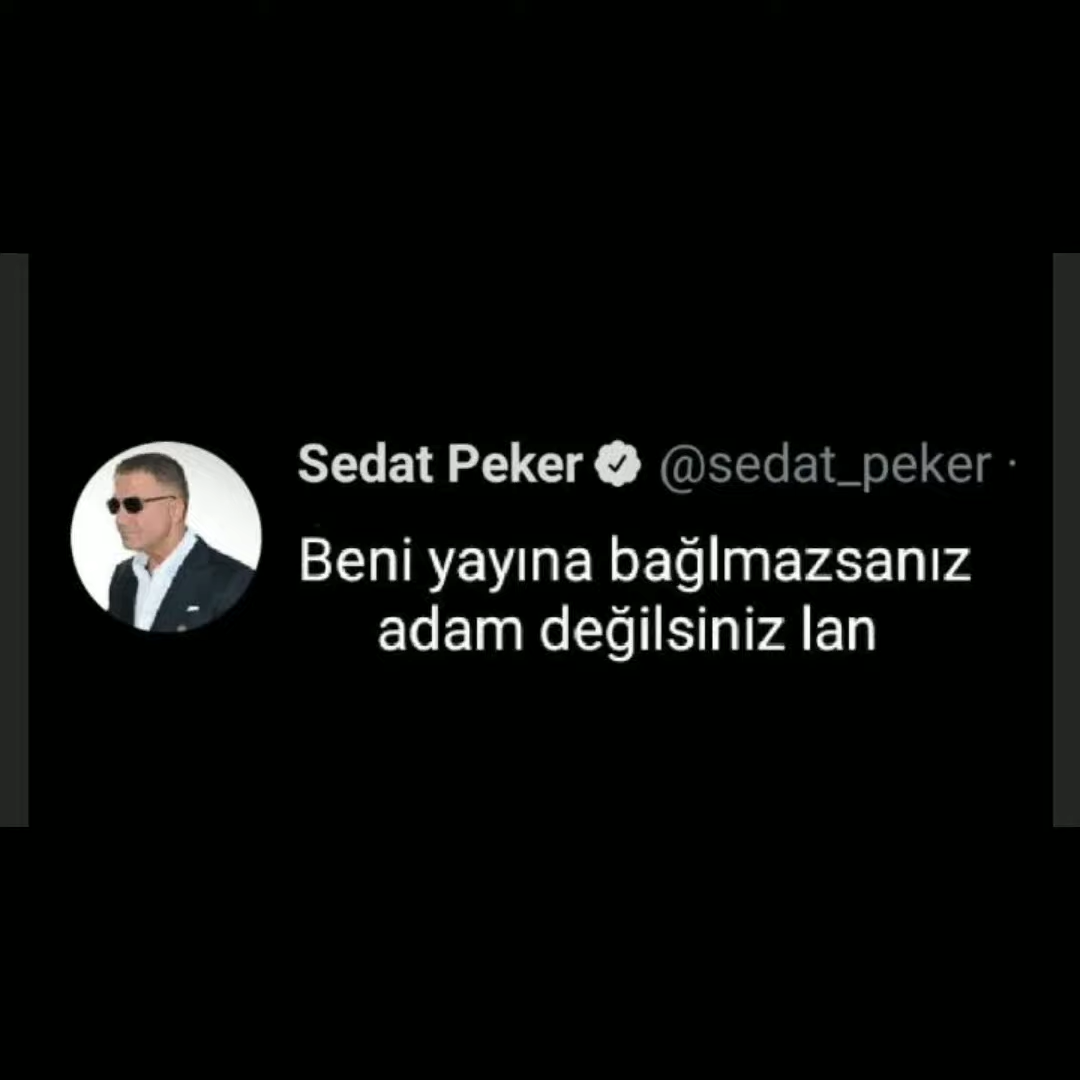 Sedat Peker @sedat_peker ·
Beni yayına bağlmazsanız
adam değilsiniz lan